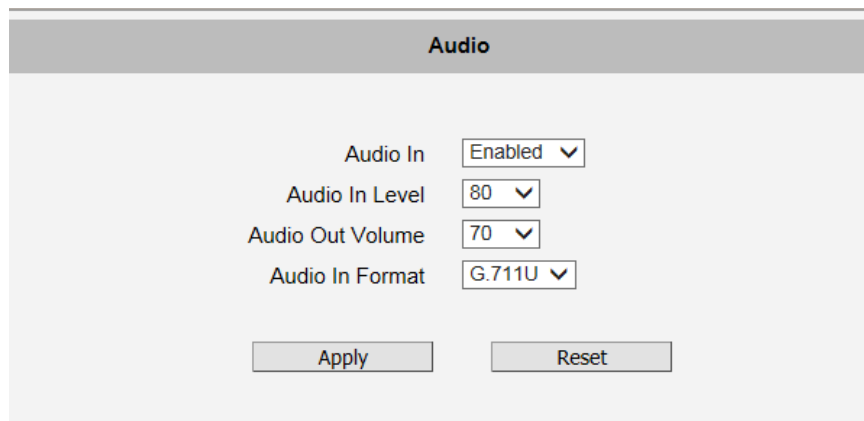 Audio
Audio In Enabled
Audio In Level 80
Audio Out Volume 70
Audio In Format G.711U
Apply Reset